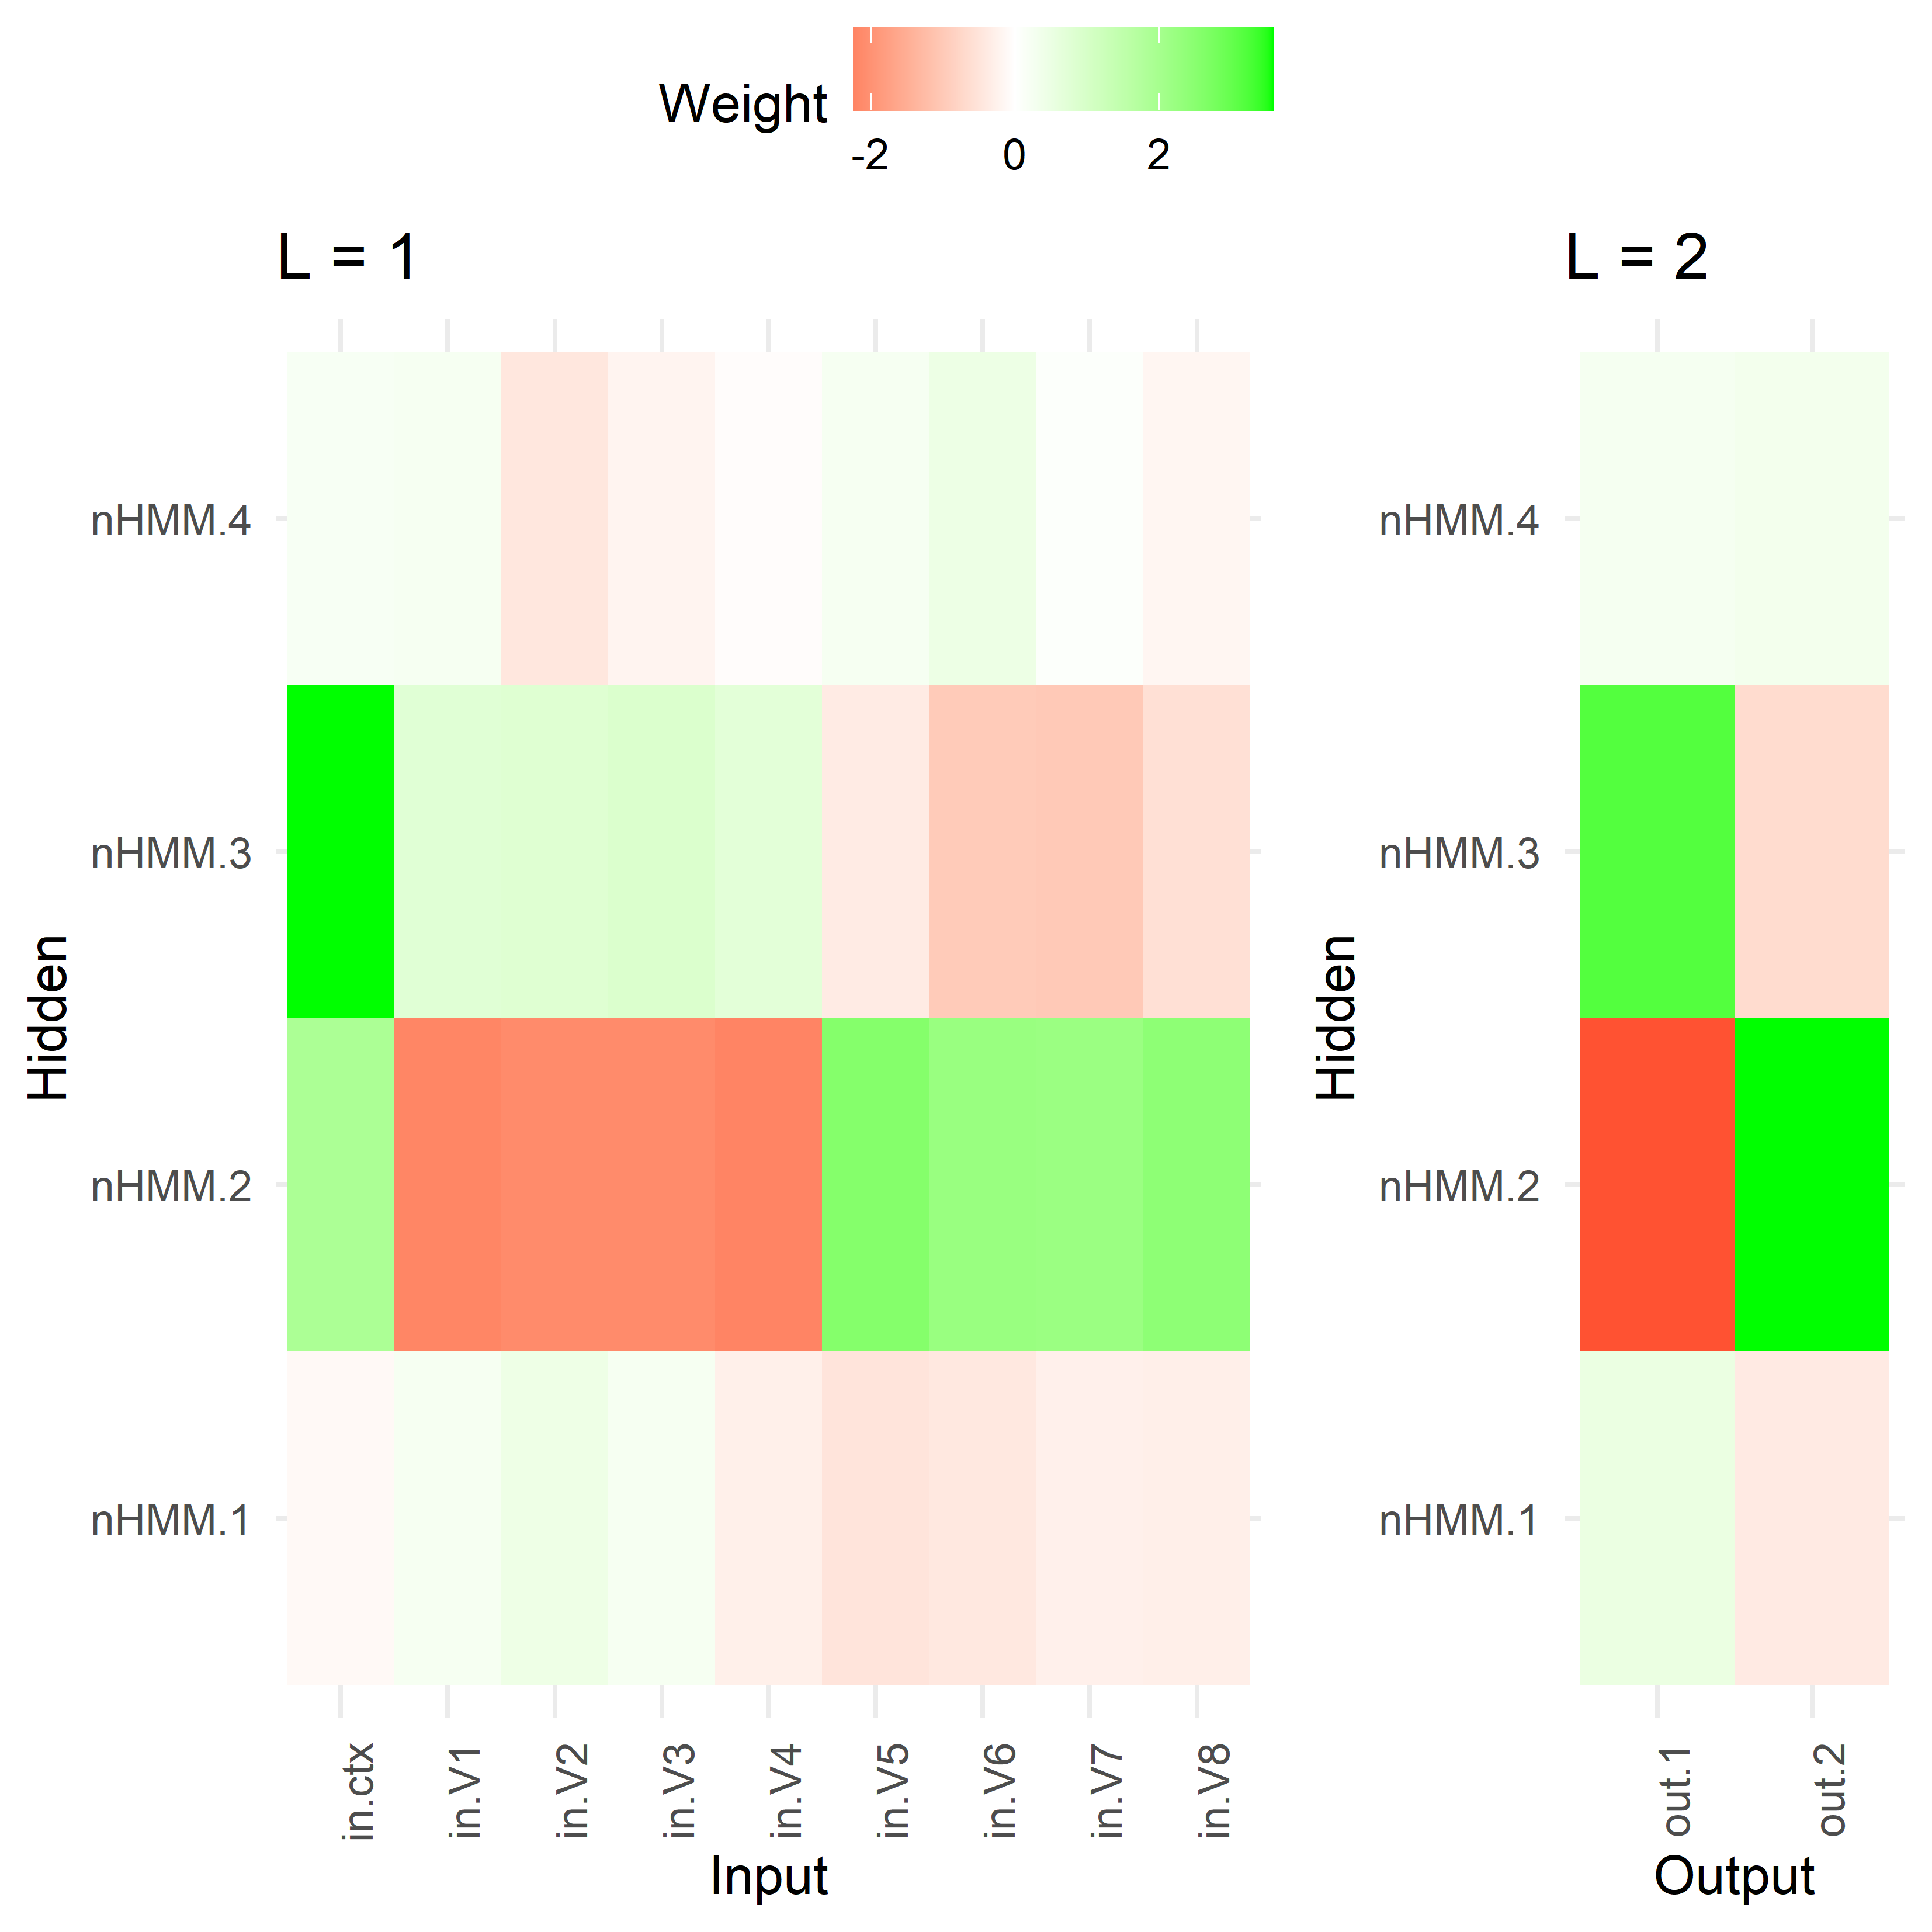 Weight
-2 0 2
L = 1
L = 2
Hidden
nHMM.4
nHMM.3
nHMM.2
nHMM.1
in.ctx
in.V1
in.V2
in.V3
in.V4
in.V5
in.V6
in.V7
in.V8
Input
Hidden
nHMM.4
nHMM.3
nHMM.2
nHMM.1
out.1
out.2
Output